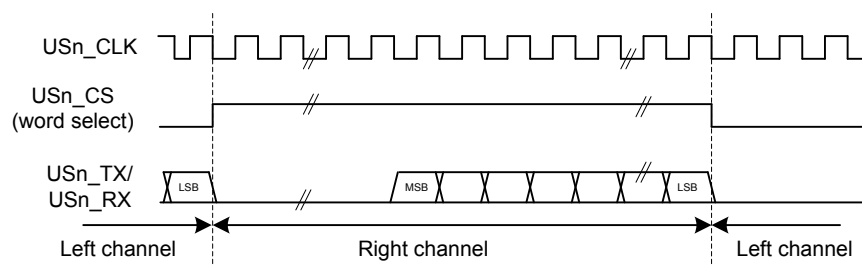 USn_CLK
USn_CS
(word select)
USn_TX/
USn_RX
LSB
MSB
LSB
Left channel
Right channel
Left channel